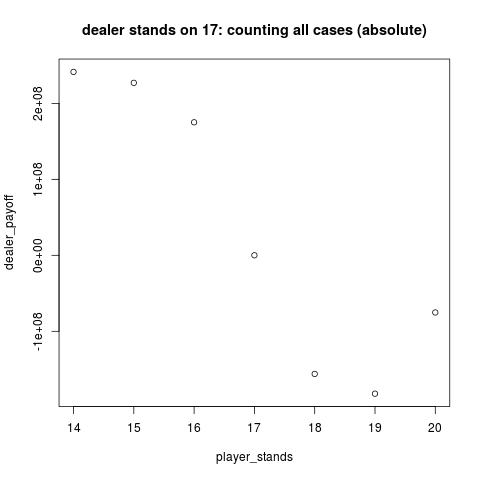 dealer stands on 17: counting all cases (absolute)
2e+08
1e+08
0e+00
-1e+08
dealer_payoff
14 15 16 17 18 19 20
player_stands